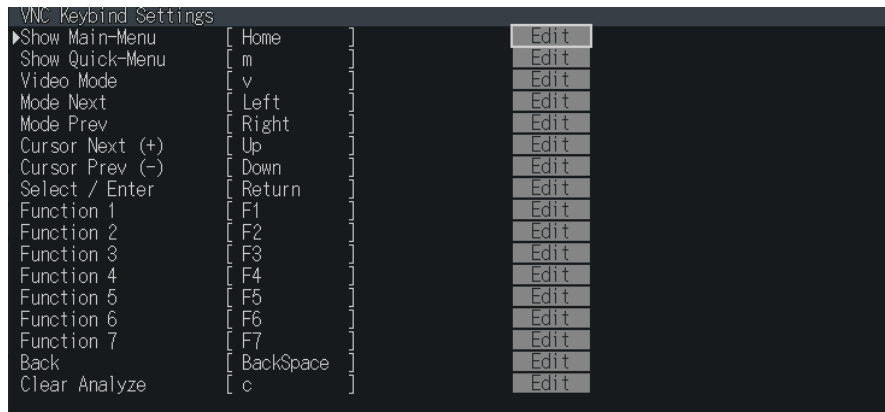 VNC Keybind Settings
▶Show Main-Menu [ Home ] Edit
Show Quick-Menu [ m ] Edit
Video Mode [ v ] Edit
Mode Next [ Left ] Edit
Mode Prev [ Right ] Edit
Cursor Next (+) [ Up ] Edit
Cursor Prev (-) [ Down ] Edit
Select / Enter [ Return ] Edit
Function 1 [ F1 ] Edit
Function 2 [ F2 ] Edit
Function 3 [ F3 ] Edit
Function 4 [ F4 ] Edit
Function 5 [ F5 ] Edit
Function 6 [ F6 ] Edit
Function 7 [ F7 ] Edit
Back [ BackSpace ] Edit
Clear Analyze [ c ] Edit